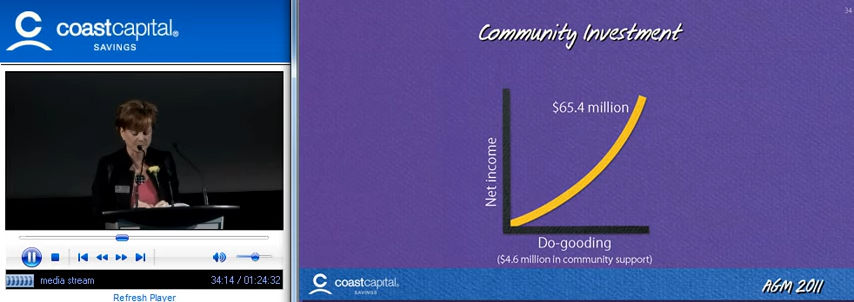 coastcapital®
SAVINGS
media stream
34:14 / 01:24:32
Refresh Player
34
Community Investment
$65.4 million
Net income
Do-gooding
($4.6 million in community support)
coastcapital®
SAVINGS
AGM 2011